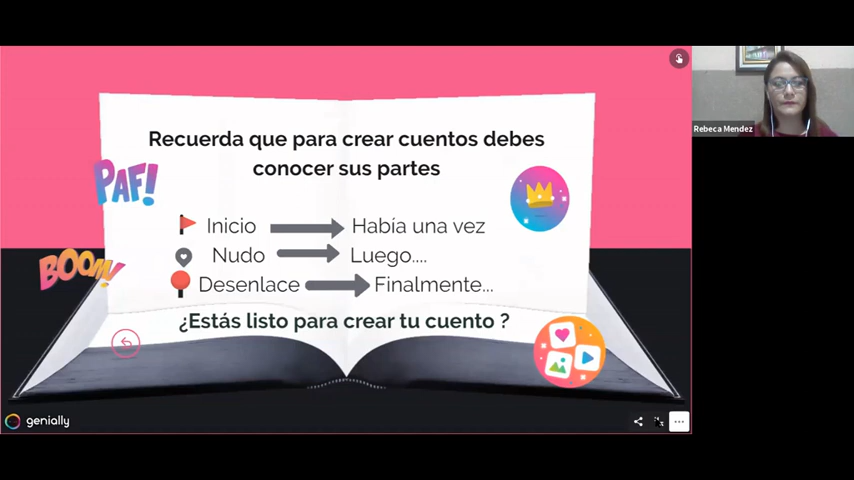 Recuerda que para crear cuentos debes
conocer sus partes
PAF!
Inicio Había una vez
Nudo Luego....
BOOM!
Desenlace Finalmente...
¿Estás listo para crear tu cuento ?
genially
Rebeca Mendez